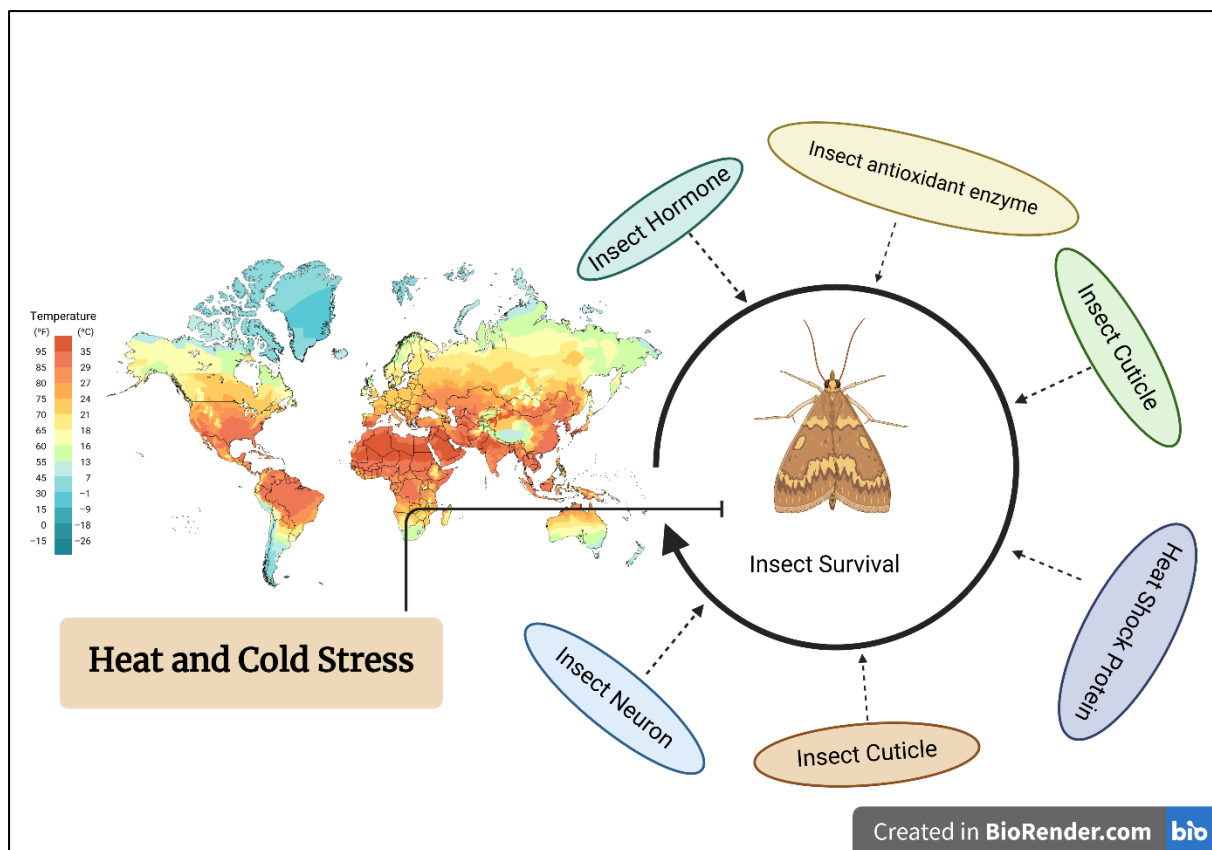 Insect antioxidant enzyme
Insect Hormone
Insect Cuticle
Temperature
(°F) (°C)
95 35
85 29
80 27
75 24
65 18
60 16
55 13
45 7
30 −1
15 −9
0 −18
−15 −26
Insect Survival
Heat Shock Protein
Heat and Cold Stress
Insect Neuron
Insect Cuticle
Created in BioRender.com bio